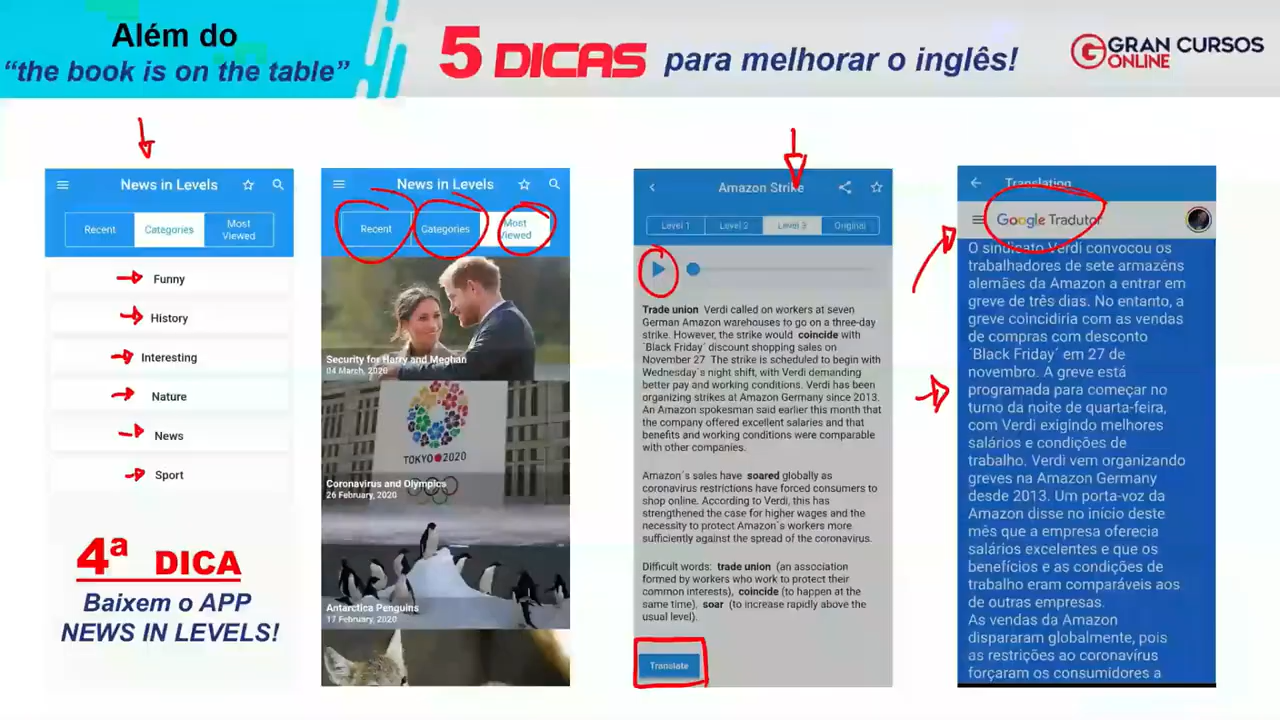 Além do
“the book is on the table”
5 DICAS para melhorar o inglês!
GRAN CURSOS
ONLINE
News in Levels
Recent
Categories
Most
Viewed
Funny
History
Interesting
Nature
News
Sport
4ª DICA
Baixem o APP
NEWS IN LEVELS!
News in Levels
Recent
Categories
Most
Viewed
Security for Harry and Meghan
04 March, 2020
TOKYO 2020
Coronavirus and Olympics
26 February, 2020
Antarctica Penguins
17 February, 2020
Amazon Strike
Level 1
Level 2
Level 3
Original
Trade union Verdi called on workers at seven
German Amazon warehouses to go on a three-day
strike. However, the strike would coincide with
´Black Friday´ discount shopping sales on
November 27 The strike is scheduled to begin with
Wednesday´s night shift, with Verdi demanding
better pay and working conditions. Verdi has been
organizing strikes at Amazon Germany since 2013.
An Amazon spokesman said earlier this month that
the company offered excellent salaries and that
benefits and working conditions were comparable
with other companies.
Amazon´s sales have soared globally as
coronavirus restrictions have forced consumers to
shop online. According to Verdi, this has
strengthened the case for higher wages and the
necessity to protect Amazon´s workers more
sufficiently against the spread of the coronavirus.
Difficult words: trade union (an association
formed by workers who work to protect their
common interests), coincide (to happen at the
same time), soar (to increase rapidly above the
usual level).
Translate
Translation
Google Tradutor
O sindicato Verdi convocou os
trabalhadores de sete armazéns
alemães da Amazon a entrar em
greve de três dias. No entanto, a
greve coincidiria com as vendas
de compras com desconto
´Black Friday´ em 27 de
novembro. A greve está
programada para começar no
turno da noite de quarta-feira,
com Verdi exigindo melhores
salários e condições de
trabalho. Verdi vem organizando
greves na Amazon Germany
desde 2013. Um porta-voz da
Amazon disse no início deste
mês que a empresa oferecia
salários excelentes e que os
benefícios e as condições de
trabalho eram comparáveis aos
de outras empresas.
As vendas da Amazon
dispararam globalmente, pois
as restrições ao coronavírus
forçaram os consumidores a